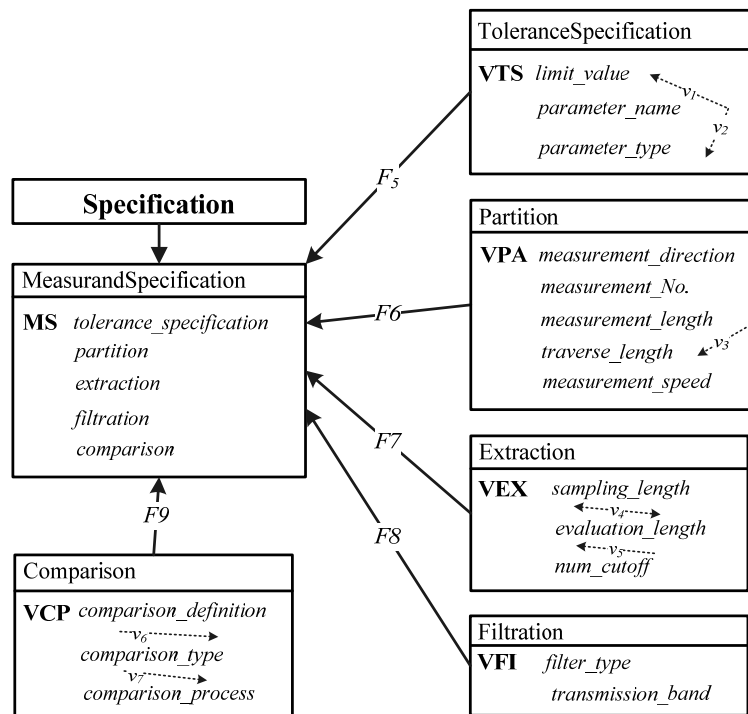 ToleranceSpecification
VTS limit_value
v1
parameter_name
v2
parameter_type
F5
Specification
MeasurandSpecification
MS tolerance_specification
partition
extraction
filtration
comparison
Partition
VPA measurement_direction
measurement_No.
measurement_length
traverse_length
v3
measurement_speed
F6
F7
Extraction
VEX sampling_length
v4
evaluation_length
v5
num_cutoff
F8
F9
Comparison
VCP comparison_definition
v6
comparison_type
v7
comparison_process
Filtration
VFI filter_type
transmission_band